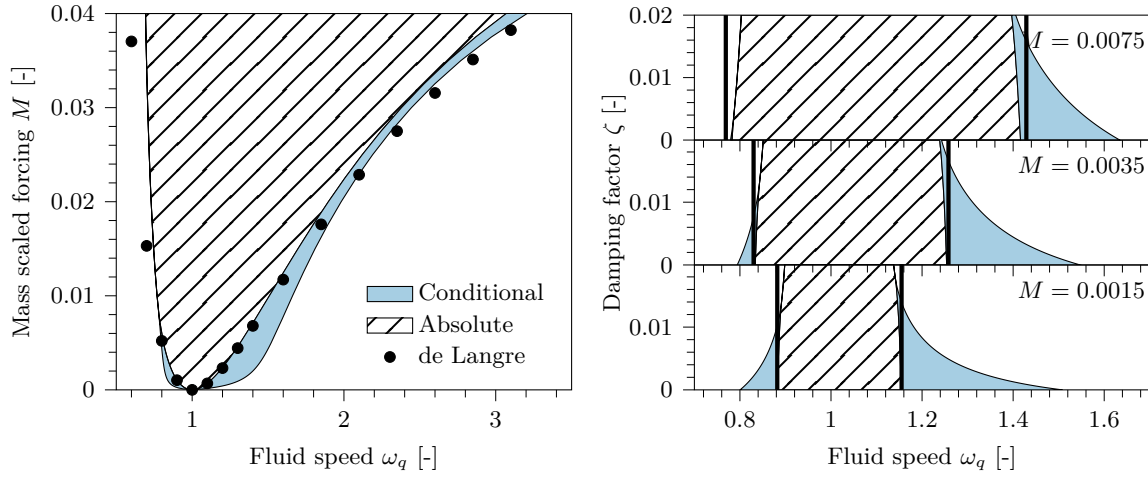 0.04
0.03
0.02
0.01
0
Mass scaled forcing M [-]
Conditional
Absolute
de Langre
1
2
3
Fluid speed ω_q [-]
0.02
0.01
0
0.01
0
0.01
0
Damping factor ζ [-]
M = 0.0075
M = 0.0035
M = 0.0015
0.8
1
1.2
1.4
1.6
Fluid speed ω_q [-]